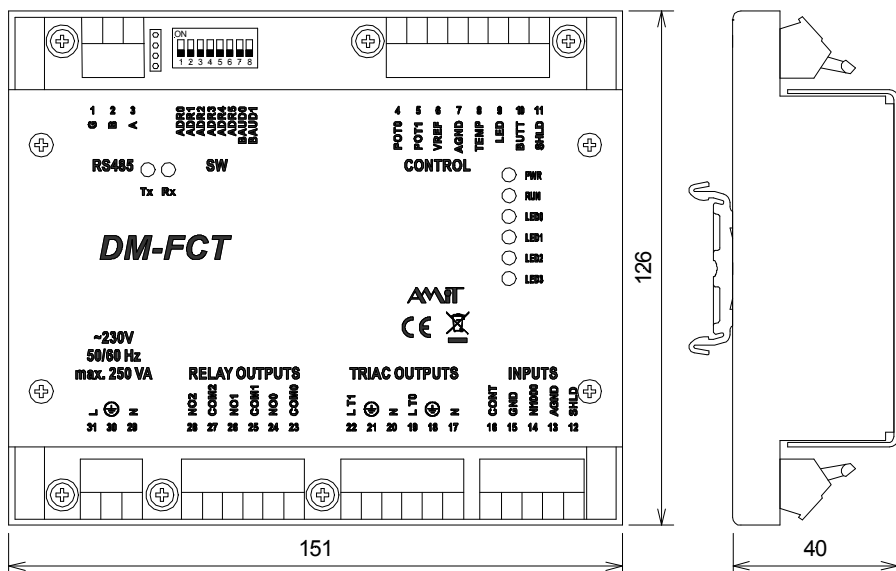 ON
1 2 3 4 5 6 7 8
1 2 3
G B A
ADR0 ADR1 ADR2 ADR3 ADR4 ADR5 BAUD0 BAUD1
4 5 6 7 8 9 10 11
POT0 POT1 VREF AGND TEMP LED BUTT SHLD
RS485
SW
CONTROL
Tx Rx
PWR
RUN
LED0
LED1
LED2
LED3
DM-FCT
AMiT
CE
~230V
50/60 Hz
max. 250 VA
RELAY OUTPUTS
TRIAC OUTPUTS
INPUTS
L N
31 30 29
NO2 COM2 NO1 COM1 NO0 COM0
28 27 26 25 24 23
LT1 N LT0 N
22 21 20 19 18 17
CONT GND NI1000 AGND SHLD
16 15 14 13 12
126
151
40